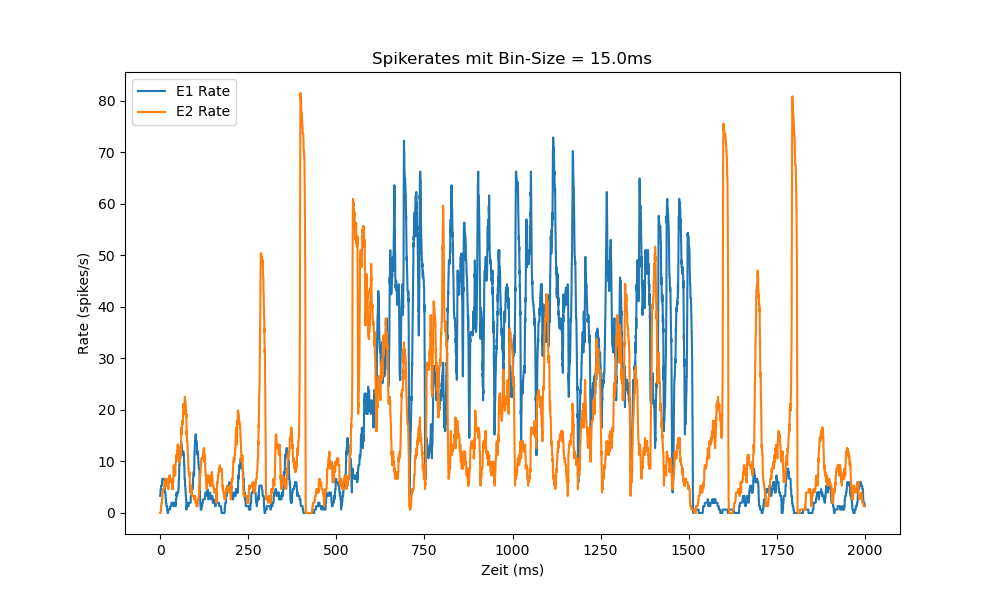 Spikerates mit Bin-Size = 15.0ms
E1 Rate
E2 Rate
80
70
60
50
40
30
20
10
0
Rate (spikes/s)
0 250 500 750 1000 1250 1500 1750 2000
Zeit (ms)